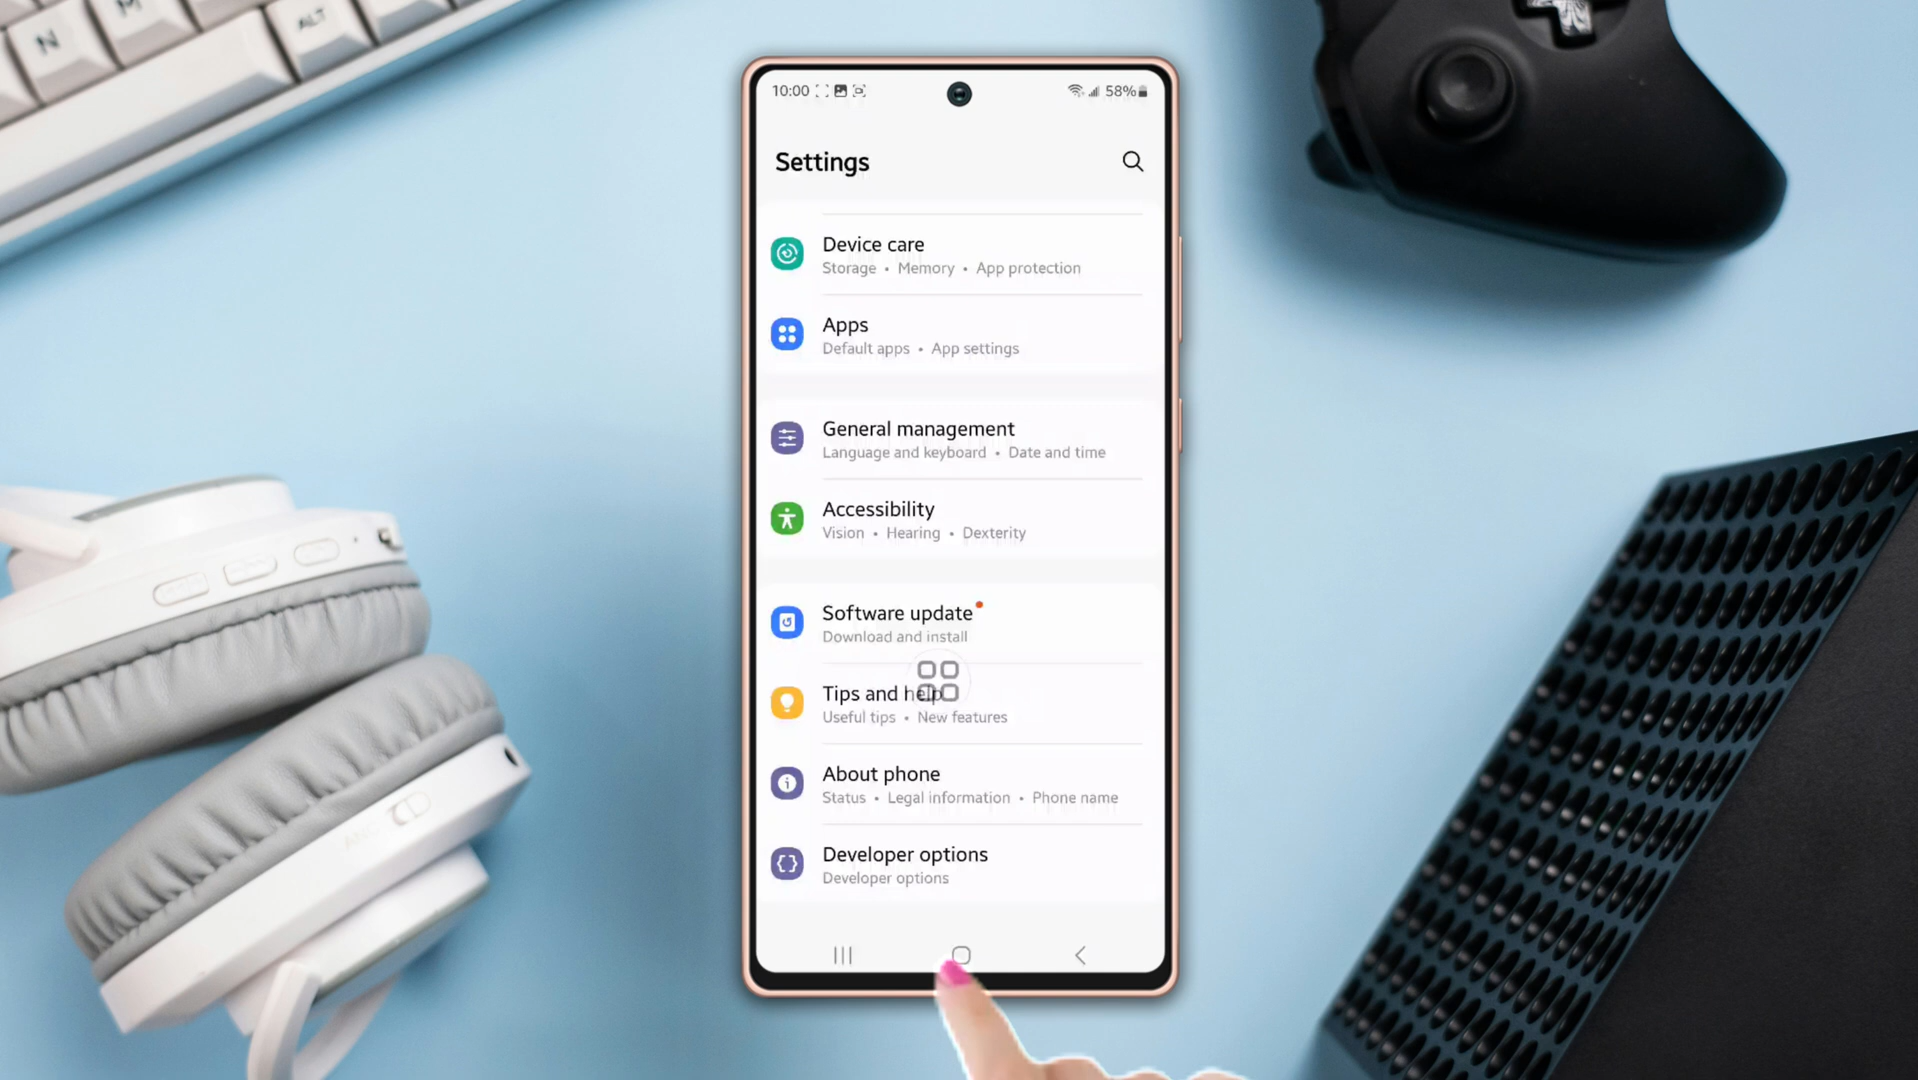 N
M
ALT
10:00
58%
Settings
Device care
Storage • Memory • App protection
Apps
Default apps • App settings
General management
Language and keyboard • Date and time
Accessibility
Vision • Hearing • Dexterity
Software update
Download and install
Tips and help
Useful tips • New features
About phone
Status • Legal information • Phone name
Developer options
Developer options
ANC